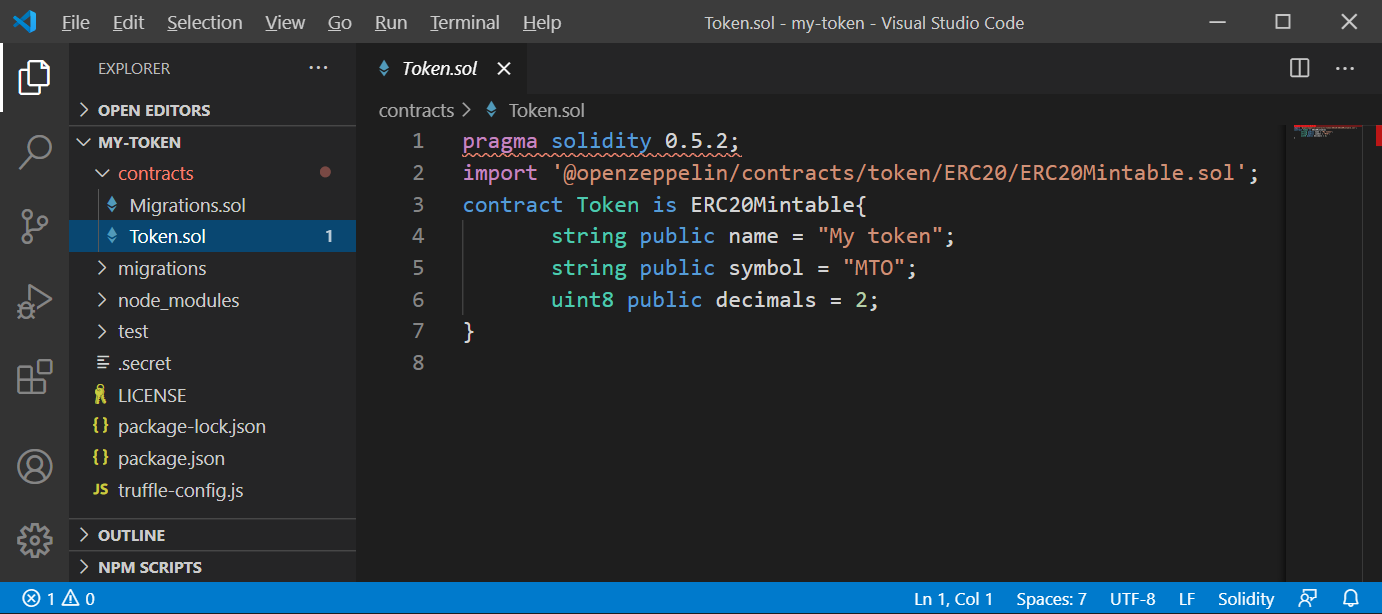 File Edit Selection View Go Run Terminal Help Token.sol - my-token - Visual Studio Code
EXPLORER
OPEN EDITORS
MY-TOKEN
contracts
Migrations.sol
Token.sol 1
migrations
node_modules
test
.secret
LICENSE
{} package-lock.json
{} package.json
JS truffle-config.js
OUTLINE
NPM SCRIPTS
Token.sol
contracts > Token.sol
1 pragma solidity 0.5.2;
2 import '@openzeppelin/contracts/token/ERC20/ERC20Mintable.sol';
3 contract Token is ERC20Mintable{
4 string public name = "My token";
5 string public symbol = "MTO";
6 uint8 public decimals = 2;
7 }
8
1 0 Ln 1, Col 1 Spaces: 7 UTF-8 LF Solidity